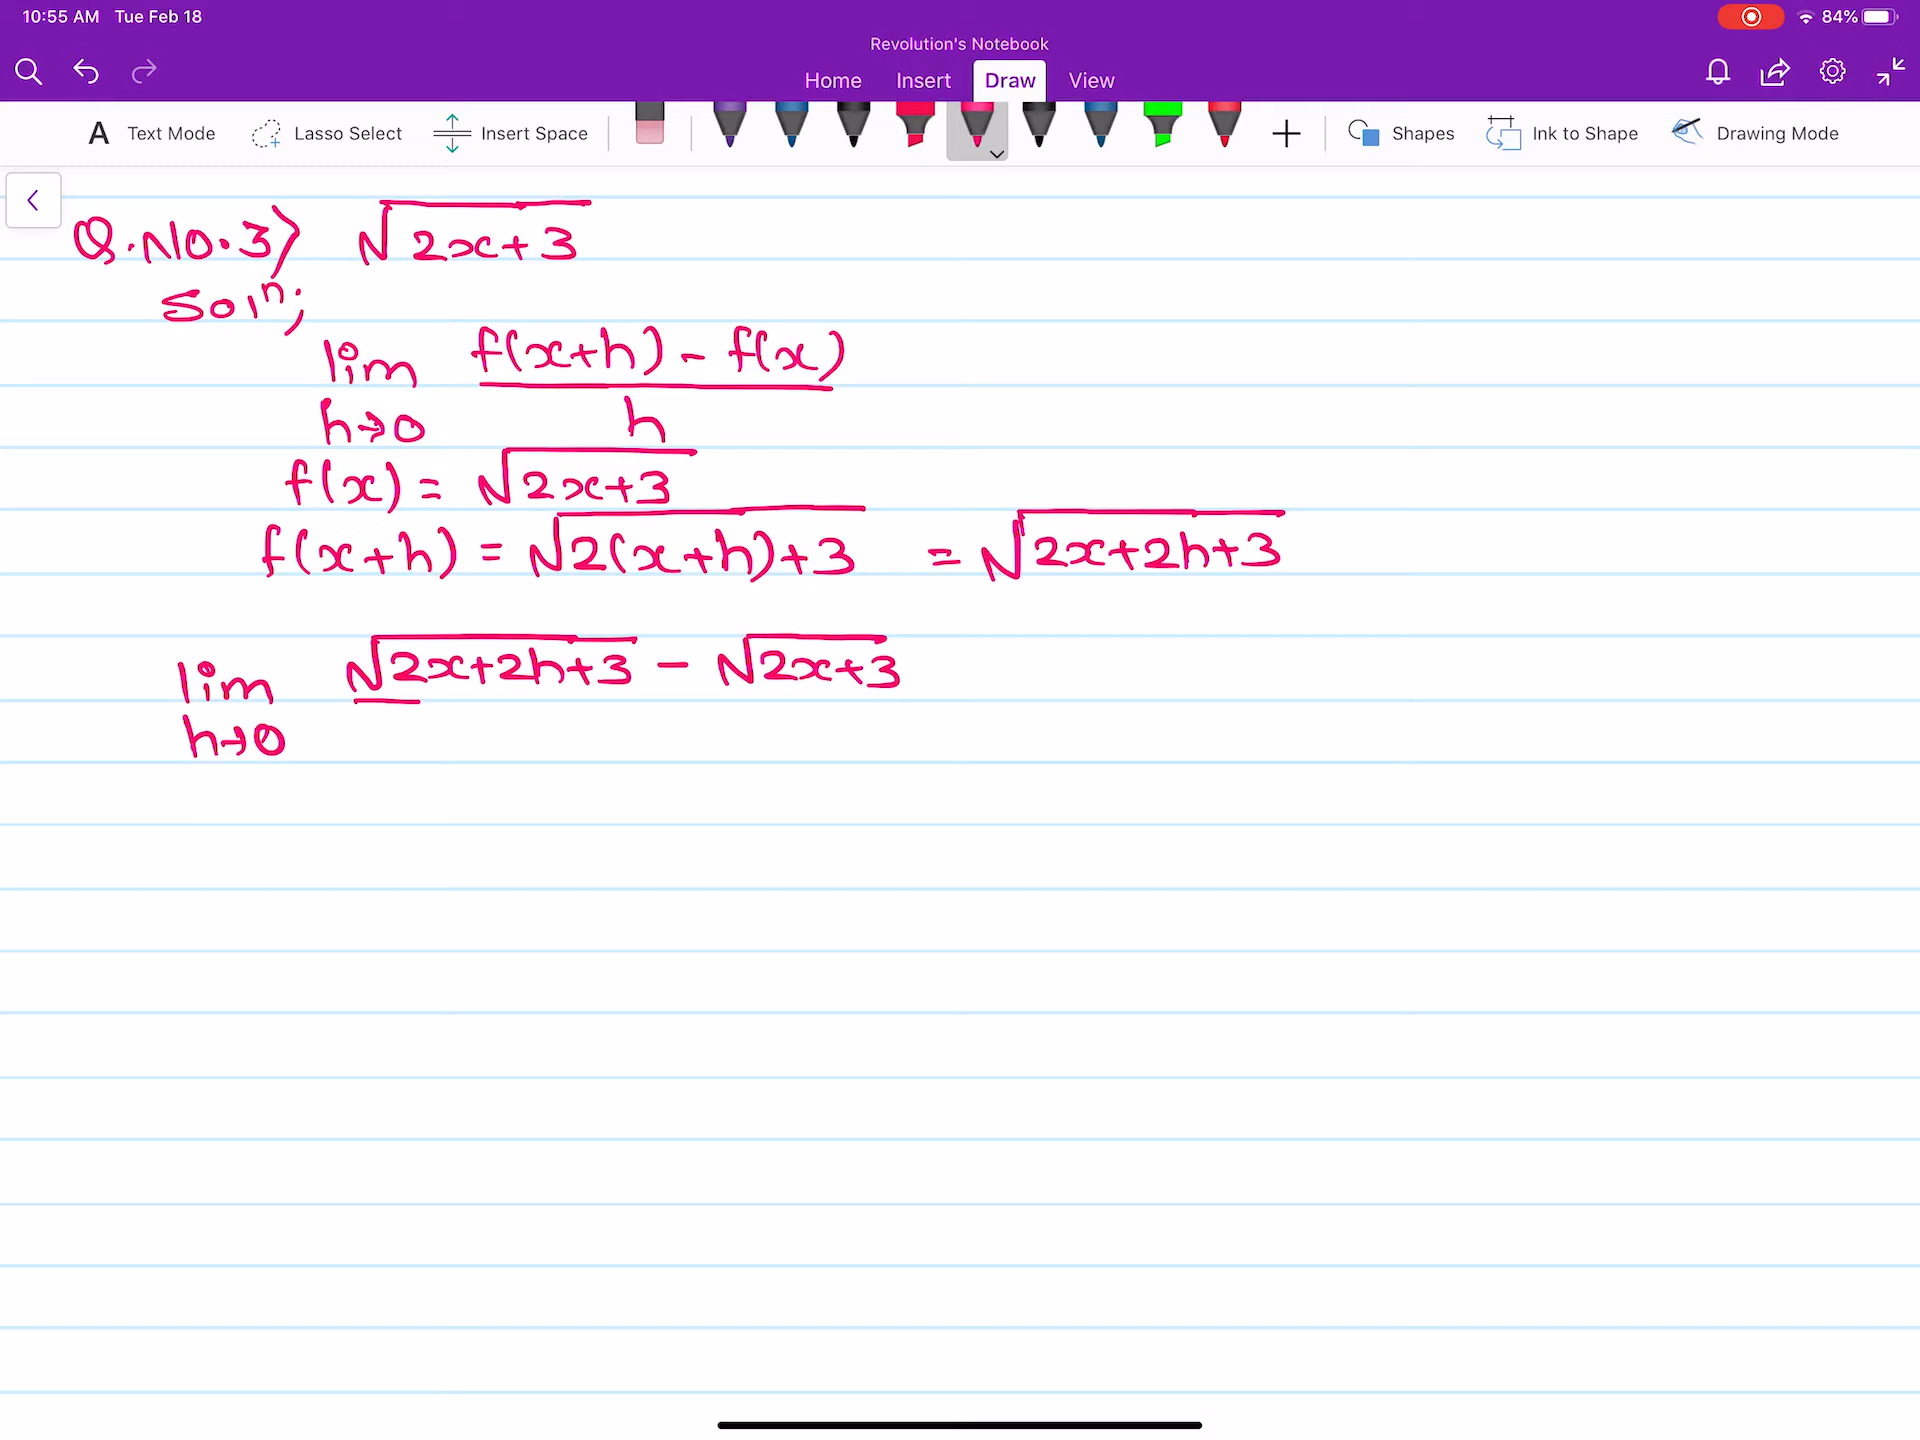 10:55 AM Tue Feb 18 84%
Revolution's Notebook
Home Insert Draw View
A Text Mode Lasso Select Insert Space Shapes Ink to Shape Drawing Mode
Q.No.3) √2x+3
Solⁿ;
lim f(x+h) - f(x)
h→0 h
f(x) = √2x+3
f(x+h) = √2(x+h)+3 = √2x+2h+3
lim √2x+2h+3 - √2x+3
h→0